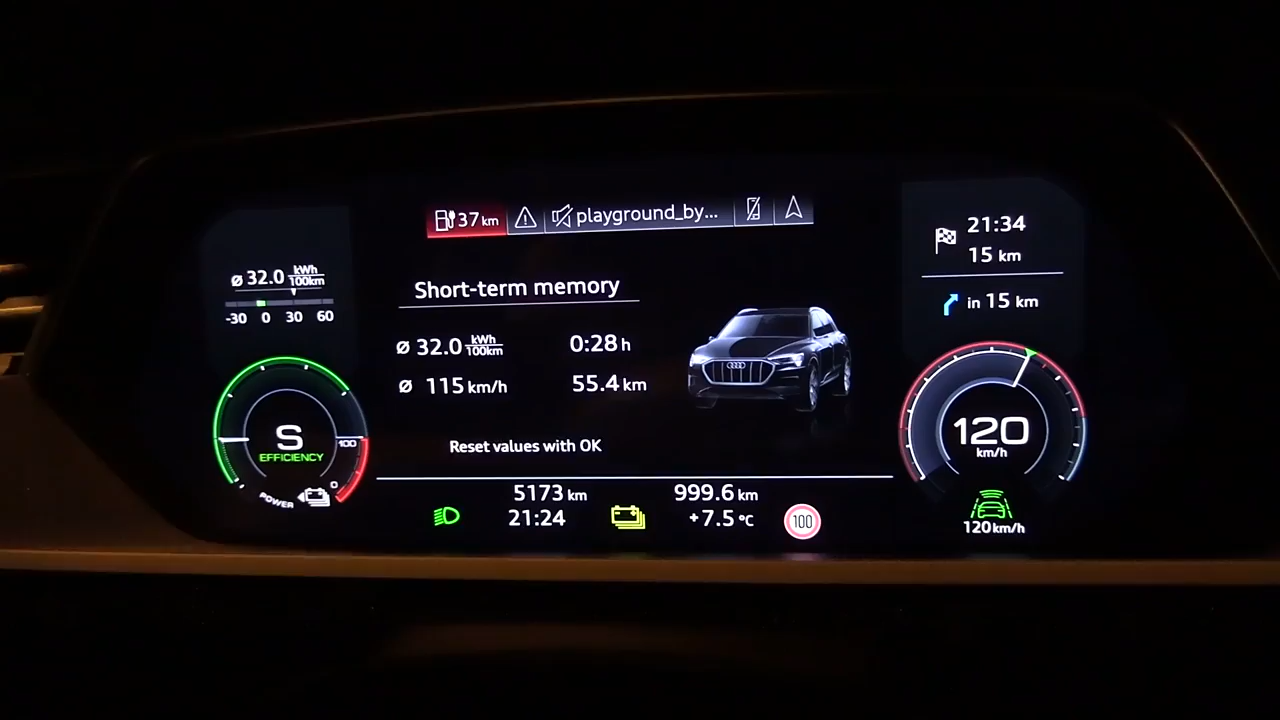 37 km playground_by...
Ø 32.0 kWh/100km
-30 0 30 60
S
EFFICIENCY
100
POWER
Short-term memory
Ø 32.0 kWh/100km 0:28 h
Ø 115 km/h 55.4 km
Reset values with OK
5173 km 999.6 km
21:24 +7.5 °C 100
21:34
15 km
in 15 km
120
km/h
120 km/h